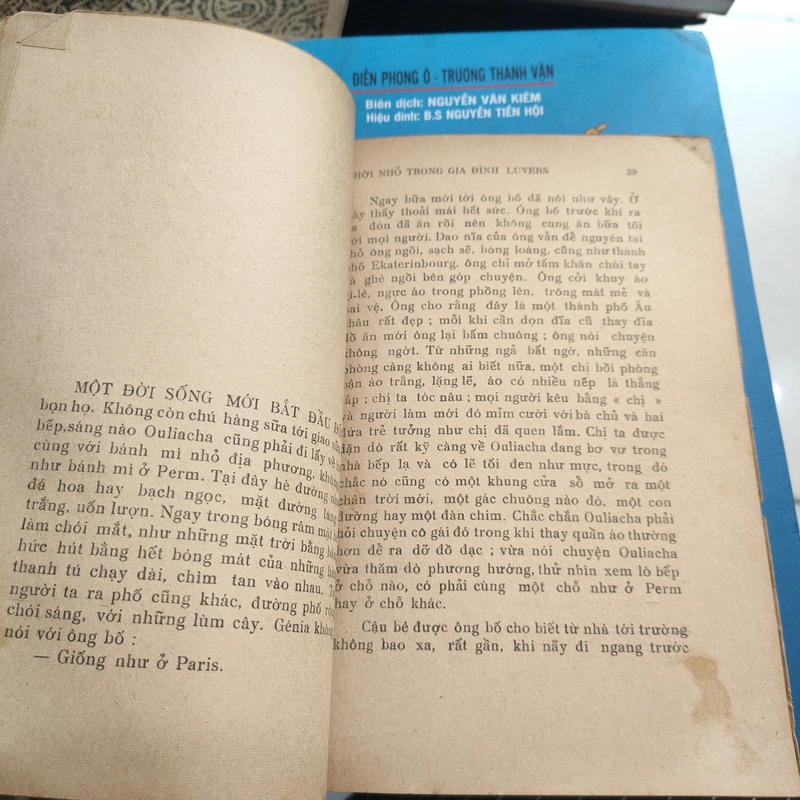 ĐIỀN PHONG Ô - TRƯƠNG THANH VÂN
Biên dịch: NGUYỄN VĂN KIÊM
Hiệu đính: B.S NGUYỄN TIẾN HỘI
MỘT ĐỜI SỐNG MỚI BẮT ĐẦU
bọn họ. Không còn chú hàng sữa tới giao
bếp, sáng nào Ouliacha cũng phải đi lấy về
cùng với bánh mì nhỏ địa phương,
như bánh mì ở Perm. Tại đây hè đường
đá hoa hay bạch ngọc, mặt đường
trắng, uốn lượn. Ngay trong bóng râm mát
làm chói mắt, như những mặt trời bằng
hức hút bằng hết bóng mát của những
thanh tú chạy dài, chìm tan vào nhau.
người ta ra phố cũng khác, đường phố
chói sáng, với những lùm cây. Génia không
nói với ông bố :
— Giống như ở Paris.
HỜI NHỎ TRONG GIA ĐÌNH LUVERS 39
Ngay bữa mới tới ông bố đã nói như vậy. Ở
thấy thoải mái hết sức. Ông bố trước khi ra
đón đã ăn rồi nên không cùng ăn bữa tối
mọi người. Dao nĩa của ông vẫn để nguyên tại
ông ngồi, sạch sẽ, bóng loáng, cũng như thành
Ekaterinbourg, ông chỉ mở tấm khăn chùi tay
ghé ngồi bên góp chuyện. Ông cởi khuy áo
gi-lê, ngực áo trong phồng lên, trông mát mẻ và
vệ. Ông cho rằng đây là một thành phố Âu
rất đẹp ; mỗi khi cần dọn đĩa cũ thay đĩa
đồ ăn mới ông lại bấm chuông ; ông nói chuyện
không ngớt. Từ những ngả bất ngờ, những căn
phòng càng không ai biết nữa, một chị bồi phòng
áo trắng, lặng lẽ, áo có nhiều nếp là thẳng
; chị ta tóc nâu ; mọi người kêu bằng « chị »
và người làm mới đó mỉm cười với bà chủ và hai
đứa trẻ tưởng như chị đã quen lắm. Chị ta được
dặn dò rất kỹ càng về Ouliacha đang bơ vơ trong
nhà bếp lạ và có lẽ tối đen như mực, trong đó
chắc nó cũng có một khung cửa sổ mở ra một
chân trời mới, một gác chuông nào đó, một con
đường hay một đàn chim. Chắc chắn Ouliacha phải
hỏi chuyện cô gái đó trong khi thay quần áo thường
hơn để ra dỡ đồ đạc ; vừa nói chuyện Ouliacha
vừa thăm dò phương hướng, thử nhìn xem lò bếp
ở chỗ nào, có phải cùng một chỗ như ở Perm
hay ở chỗ khác.
Cậu bé được ông bố cho biết từ nhà tới trường
không bao xa, rất gần, khi nãy đi ngang trước